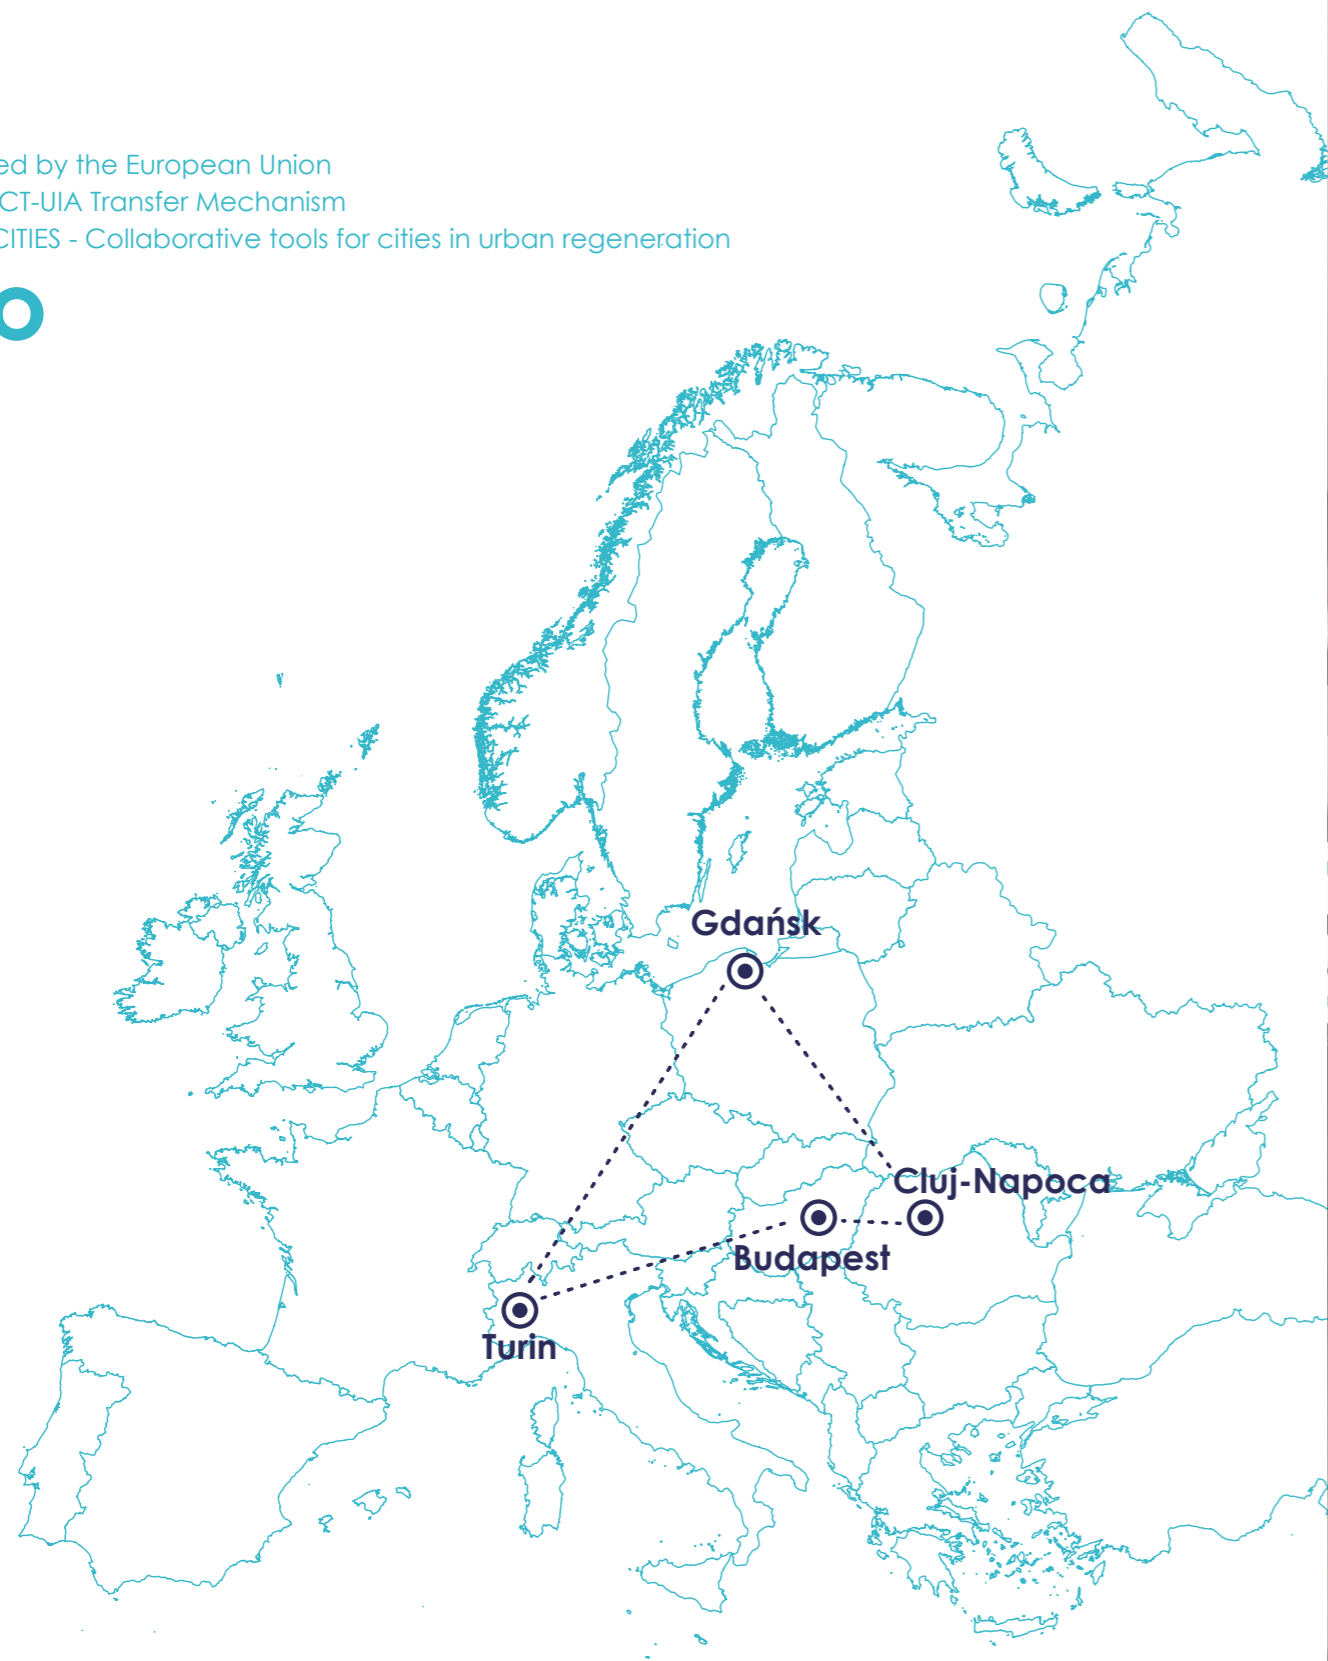 ed by the European Union
CT-UIA Transfer Mechanism
CITIES - Collaborative tools for cities in urban regeneration
o
Gdańsk
Cluj-Napoca
Budapest
Turin